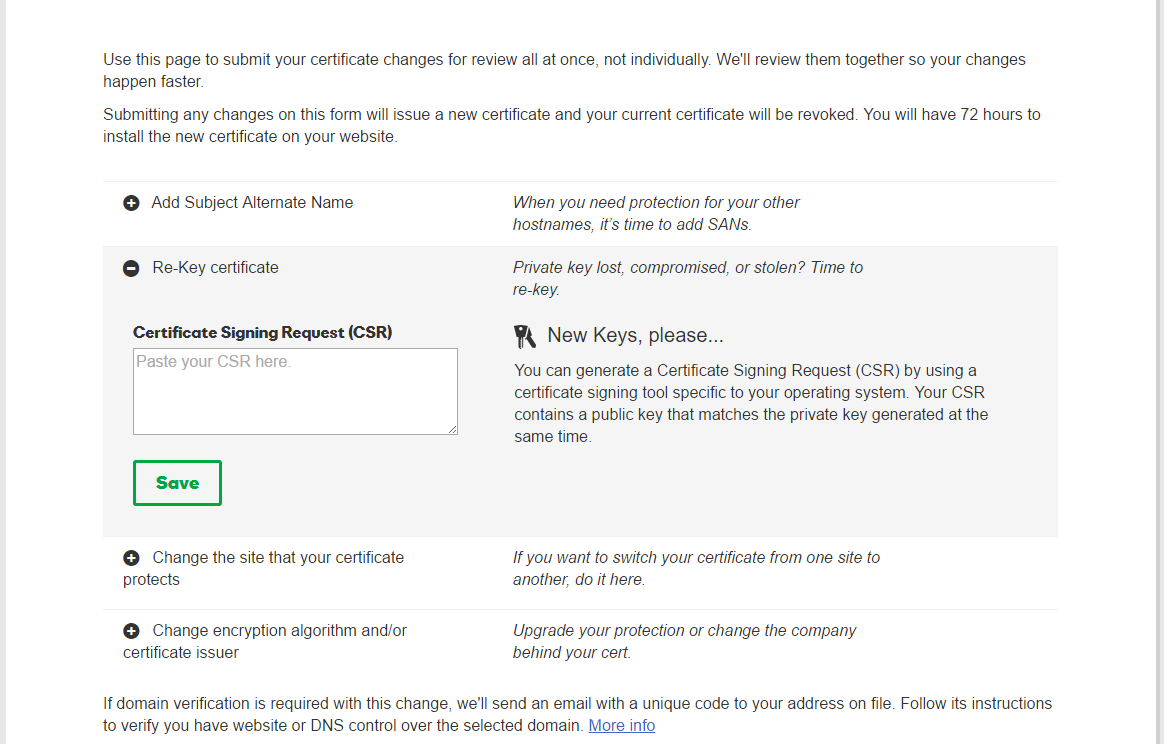 Use this page to submit your certificate changes for review all at once, not individually. We'll review them together so your changes
happen faster.
Submitting any changes on this form will issue a new certificate and your current certificate will be revoked. You will have 72 hours to
install the new certificate on your website.
Add Subject Alternate Name
When you need protection for your other
hostnames, it's time to add SANs.
Re-Key certificate
Private key lost, compromised, or stolen? Time to
re-key.
Certificate Signing Request (CSR)
Paste your CSR here.
Save
New Keys, please...
You can generate a Certificate Signing Request (CSR) by using a
certificate signing tool specific to your operating system. Your CSR
contains a public key that matches the private key generated at the
same time.
Change the site that your certificate
protects
If you want to switch your certificate from one site to
another, do it here.
Change encryption algorithm and/or
certificate issuer
Upgrade your protection or change the company
behind your cert.
If domain verification is required with this change, we'll send an email with a unique code to your address on file. Follow its instructions
to verify you have website or DNS control over the selected domain. More info